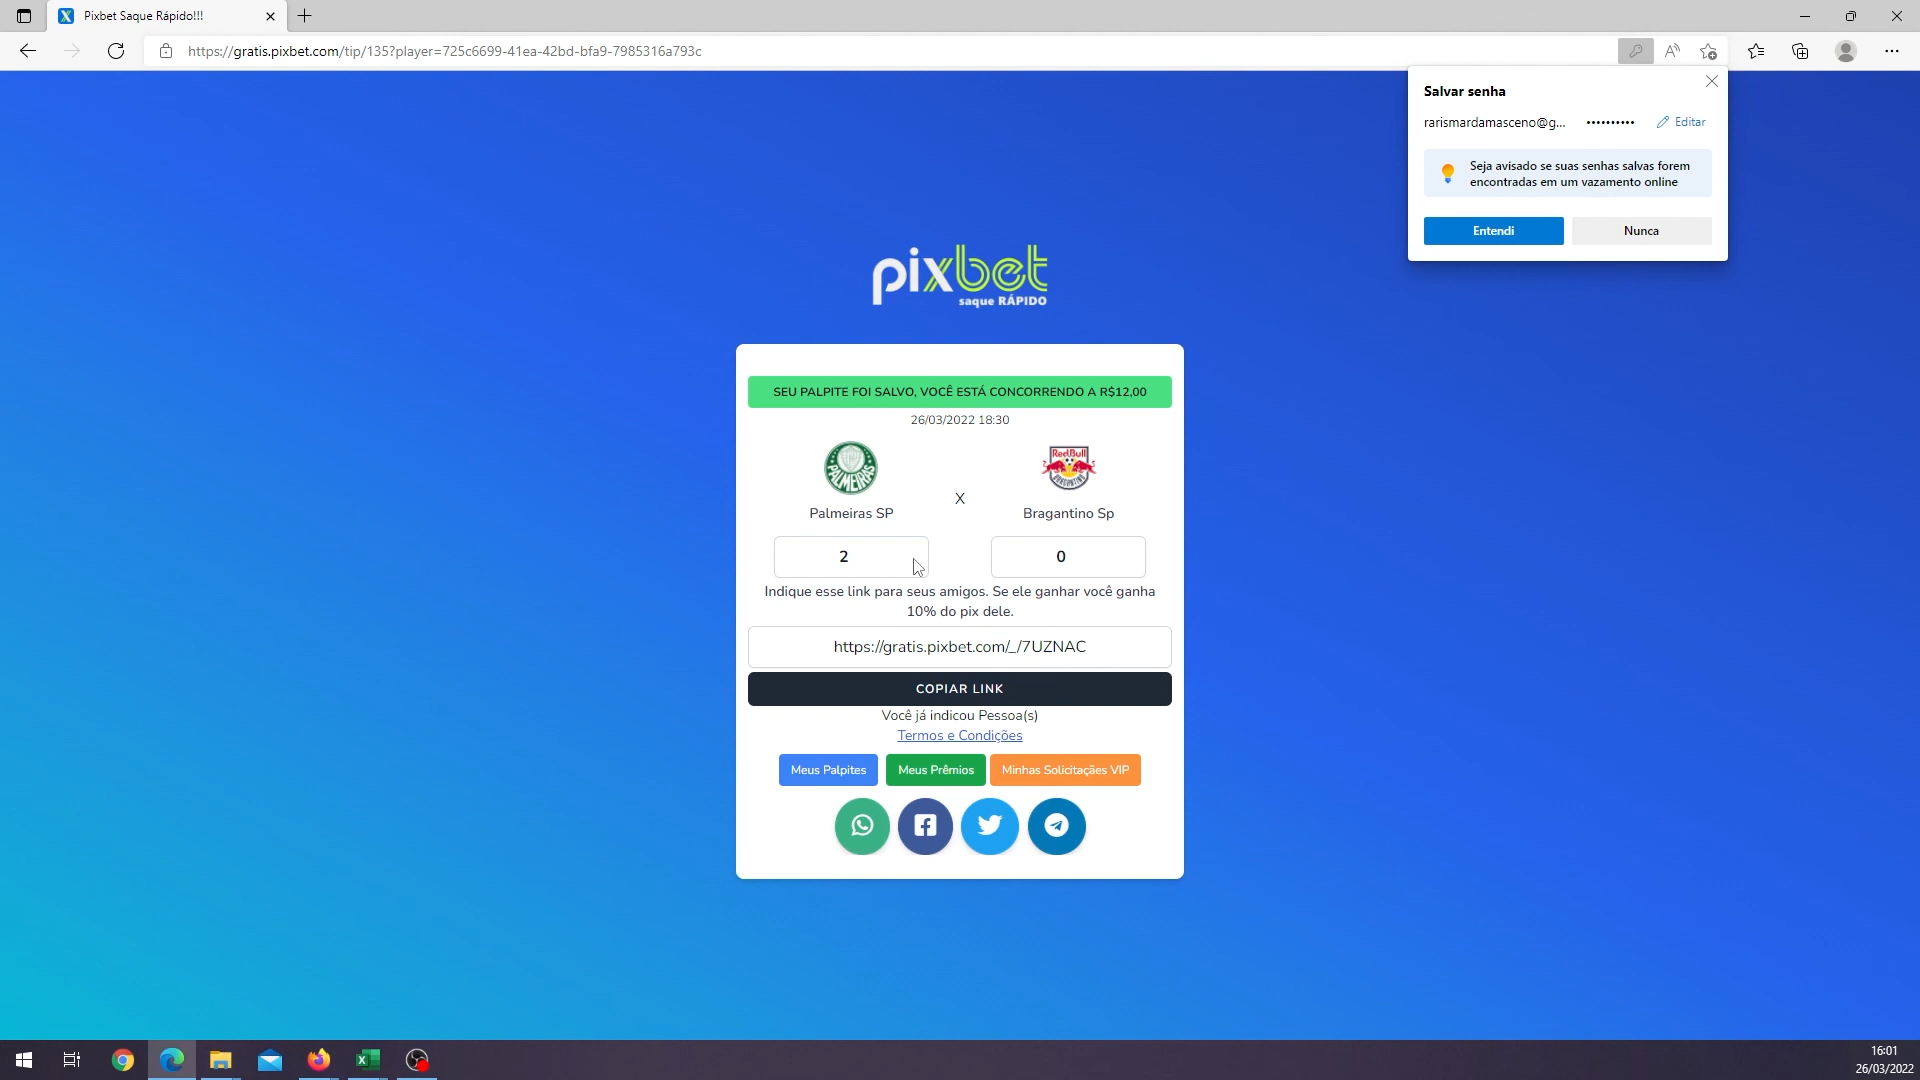 Pixbet Saque Rápido!!!
https://gratis.pixbet.com/tip/135?player=725c6699-41ea-42bd-bfa9-7985316a793c
Salvar senha
rarismardamasceno@g... •••••••••• Editar
Seja avisado se suas senhas salvas forem
encontradas em um vazamento online
Entendi Nunca
pixbet
saque RÁPIDO
SEU PALPITE FOI SALVO, VOCÊ ESTÁ CONCORRENDO A R$12,00
26/03/2022 18:30
PALMEIRAS
RedBull
BRAGANTINO
X
Palmeiras SP Bragantino Sp
2 0
Indique esse link para seus amigos. Se ele ganhar você ganha
10% do pix dele.
https://gratis.pixbet.com/_/7UZNAC
COPIAR LINK
Você já indicou Pessoa(s)
Termos e Condições
Meus Palpites Meus Prêmios Minhas Solicitações VIP
16:01
26/03/2022